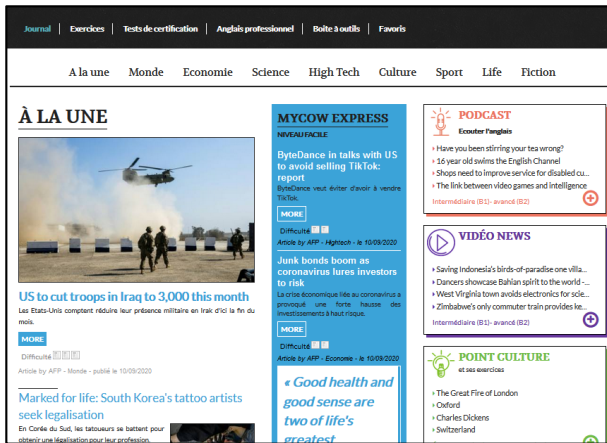 Journal
Exercices
Tests de certification
Anglais professionnel
Boite à outils
Favoris
A la une
Monde
Economie
Science
High Tech
Culture
Sport
Life
Fiction
À LA UNE
US to cut troops in Iraq to 3,000 this month
Les Etats-Unis comptent réduire leur présence militaire en Irak d'ici la fin du
mois.
MORE
Difficulté
Article by AFP - Monde - publié le 10/09/2020
Marked for life: South Korea's tattoo artists
seek legalisation
En Corée du Sud, les tatoueurs se battent pour
obtenir une légalisation pour leur profession.
MYCOW EXPRESS
NIVEAU FACILE
ByteDance in talks with US
to avoid selling TikTok:
report
ByteDance veut éviter d'avoir à vendre
TikTok.
MORE
Difficulté
Article by AFP - Hightech - le 10/09/2020
Junk bonds boom as
coronavirus lures investors
to risk
La crise économique liée au coronavirus a
provoqué une forte hausse des
investissements à haut risque.
MORE
Difficulté
Article by AFP - Economie - le 10/09/2020
« Good health and
good sense are
two of life's
greatest
PODCAST
Ecouter l'anglais
Have you been stirring your tea wrong?
16 year old swims the English Channel
Shops need to improve service for disabled cu...
The link between video games and intelligence
Intermédiaire (B1)- avancé (B2)
VIDÉO NEWS
Saving Indonesia's birds-of-paradise one villa...
Dancers showcase Bahian spirit to the world -...
West Virginia town avoids electronics for scie...
Zimbabwe's only commuter train provides ke...
Intermédiaire (B1)- avancé (B2)
POINT CULTURE
et ses exercices
The Great Fire of London
Oxford
Charles Dickens
Switzerland